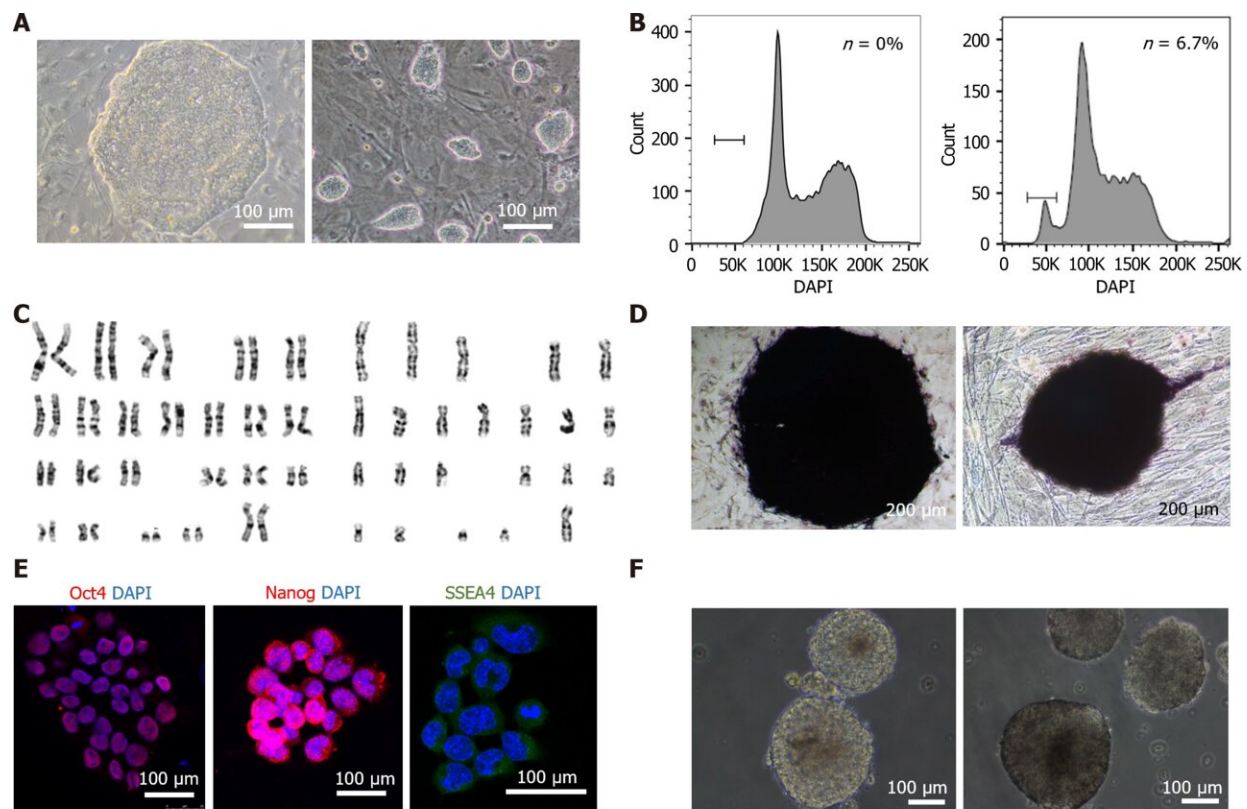 A
100 µm
100 µm
B
Count
400
300
200
100
0
n = 0%
0 50K 100K 150K 200K 250K
DAPI
Count
200
150
100
50
0
n = 6.7%
0 50K 100K 150K 200K 250K
DAPI
C
D
200 µm
200 µm
E
Oct4 DAPI
100 µm
Nanog DAPI
100 µm
SSEA4 DAPI
100 µm
F
100 µm
100 µm